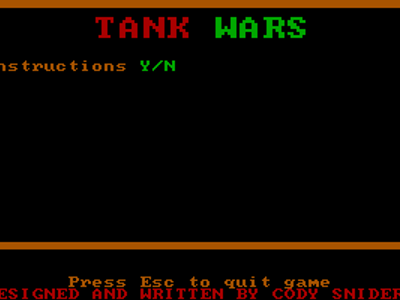 TANK WARS
nstructions Y/N
Press Esc to quit game
ESIGNED AND WRITTEN BY CODY SNIDER